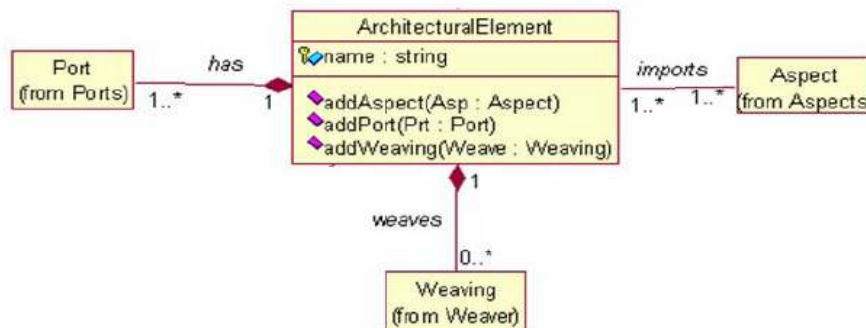 ArchitecturalElement
name : string
addAspect(Asp : Aspect)
addPort(Prt : Port)
addWeaving(Weave : Weaving)
Port
(from Ports)
has
1..*
1
imports
1..*
1..*
Aspect
(from Aspects)
1
weaves
0..*
Weaving
(from Weaver)